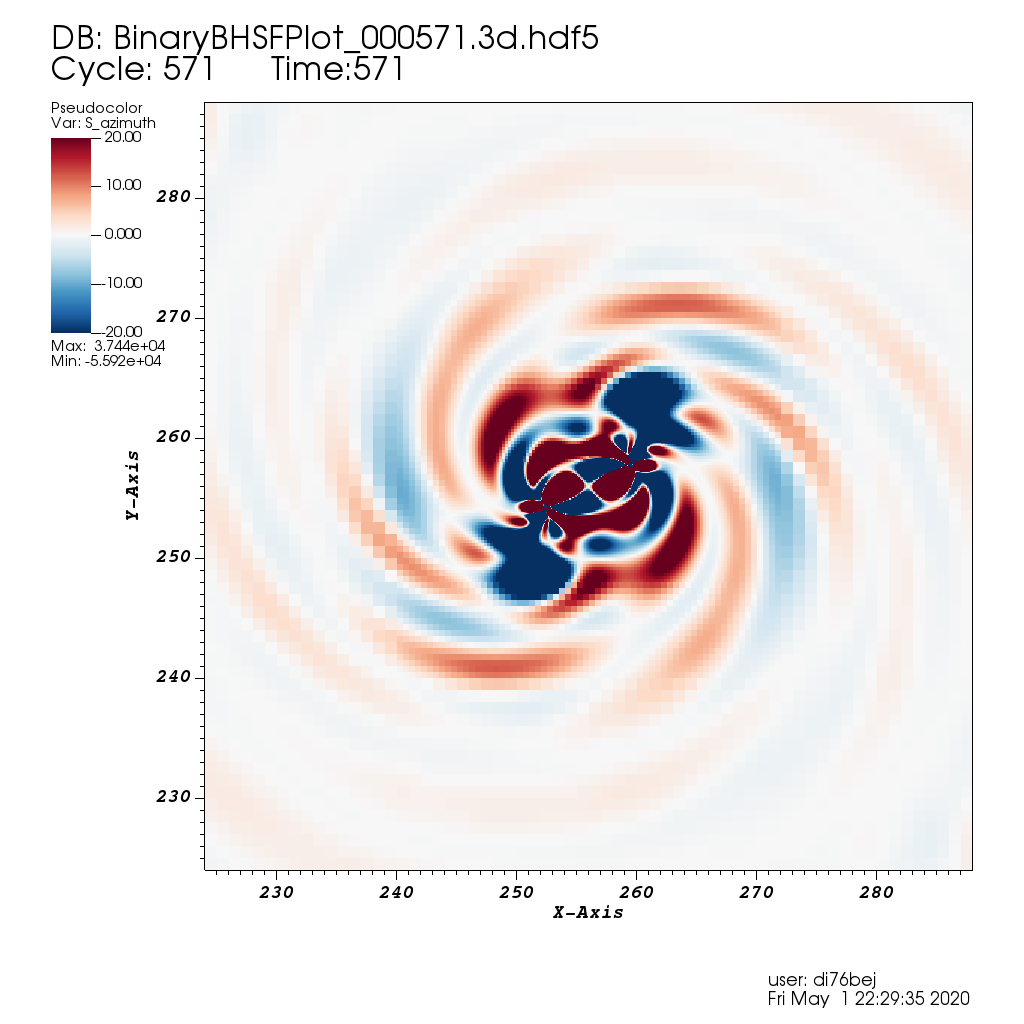 DB: BinaryBHSFPlot_000571.3d.hdf5
Cycle: 571 Time:571
Pseudocolor
Var: S_azimuth
20.00
10.00
0.000
-10.00
-20.00
Max: 3.744e+04
Min: -5.592e+04
280
270
260
250
240
230
Y-Axis
230 240 250 260 270 280
X-Axis
user: di76bej
Fri May 1 22:29:35 2020